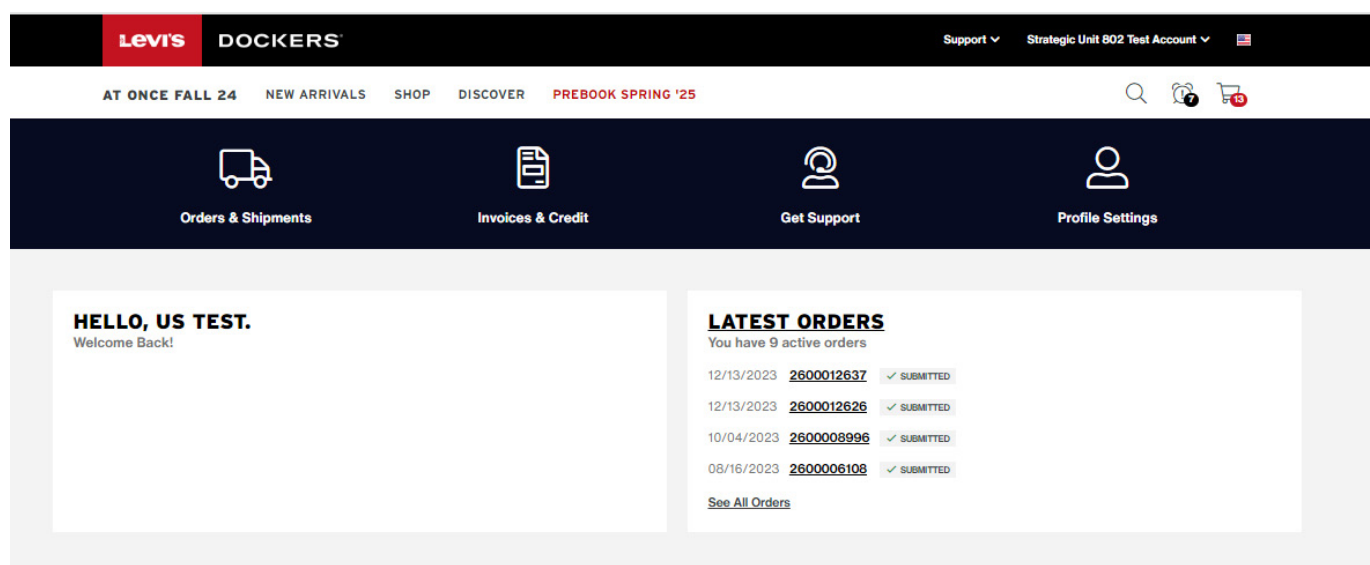 Levi's DOCKERS® Support Strategic Unit 802 Test Account
AT ONCE FALL 24 NEW ARRIVALS SHOP DISCOVER PREBOOK SPRING '25 7 13
Orders & Shipments Invoices & Credit Get Support Profile Settings
HELLO, US TEST.
Welcome Back!
LATEST ORDERS
You have 9 active orders
12/13/2023 2600012637 ✓ SUBMITTED
12/13/2023 2600012626 ✓ SUBMITTED
10/04/2023 2600008996 ✓ SUBMITTED
08/16/2023 2600006108 ✓ SUBMITTED
See All Orders